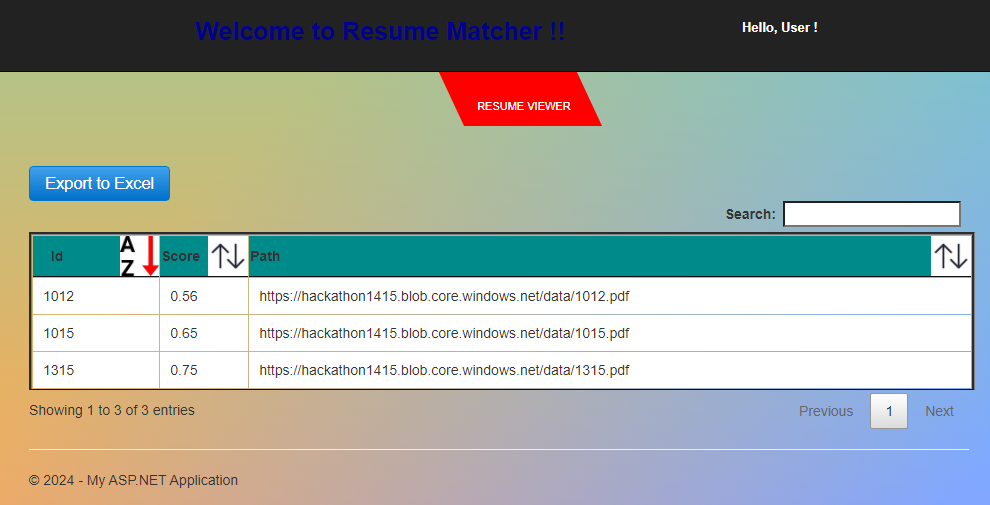 Welcome to Resume Matcher !!
Hello, User !
RESUME VIEWER
Export to Excel
Search:
Id A Z Score Path
1012 0.56 https://hackathon1415.blob.core.windows.net/data/1012.pdf
1015 0.65 https://hackathon1415.blob.core.windows.net/data/1015.pdf
1315 0.75 https://hackathon1415.blob.core.windows.net/data/1315.pdf
Showing 1 to 3 of 3 entries
Previous 1 Next
© 2024 - My ASP.NET Application